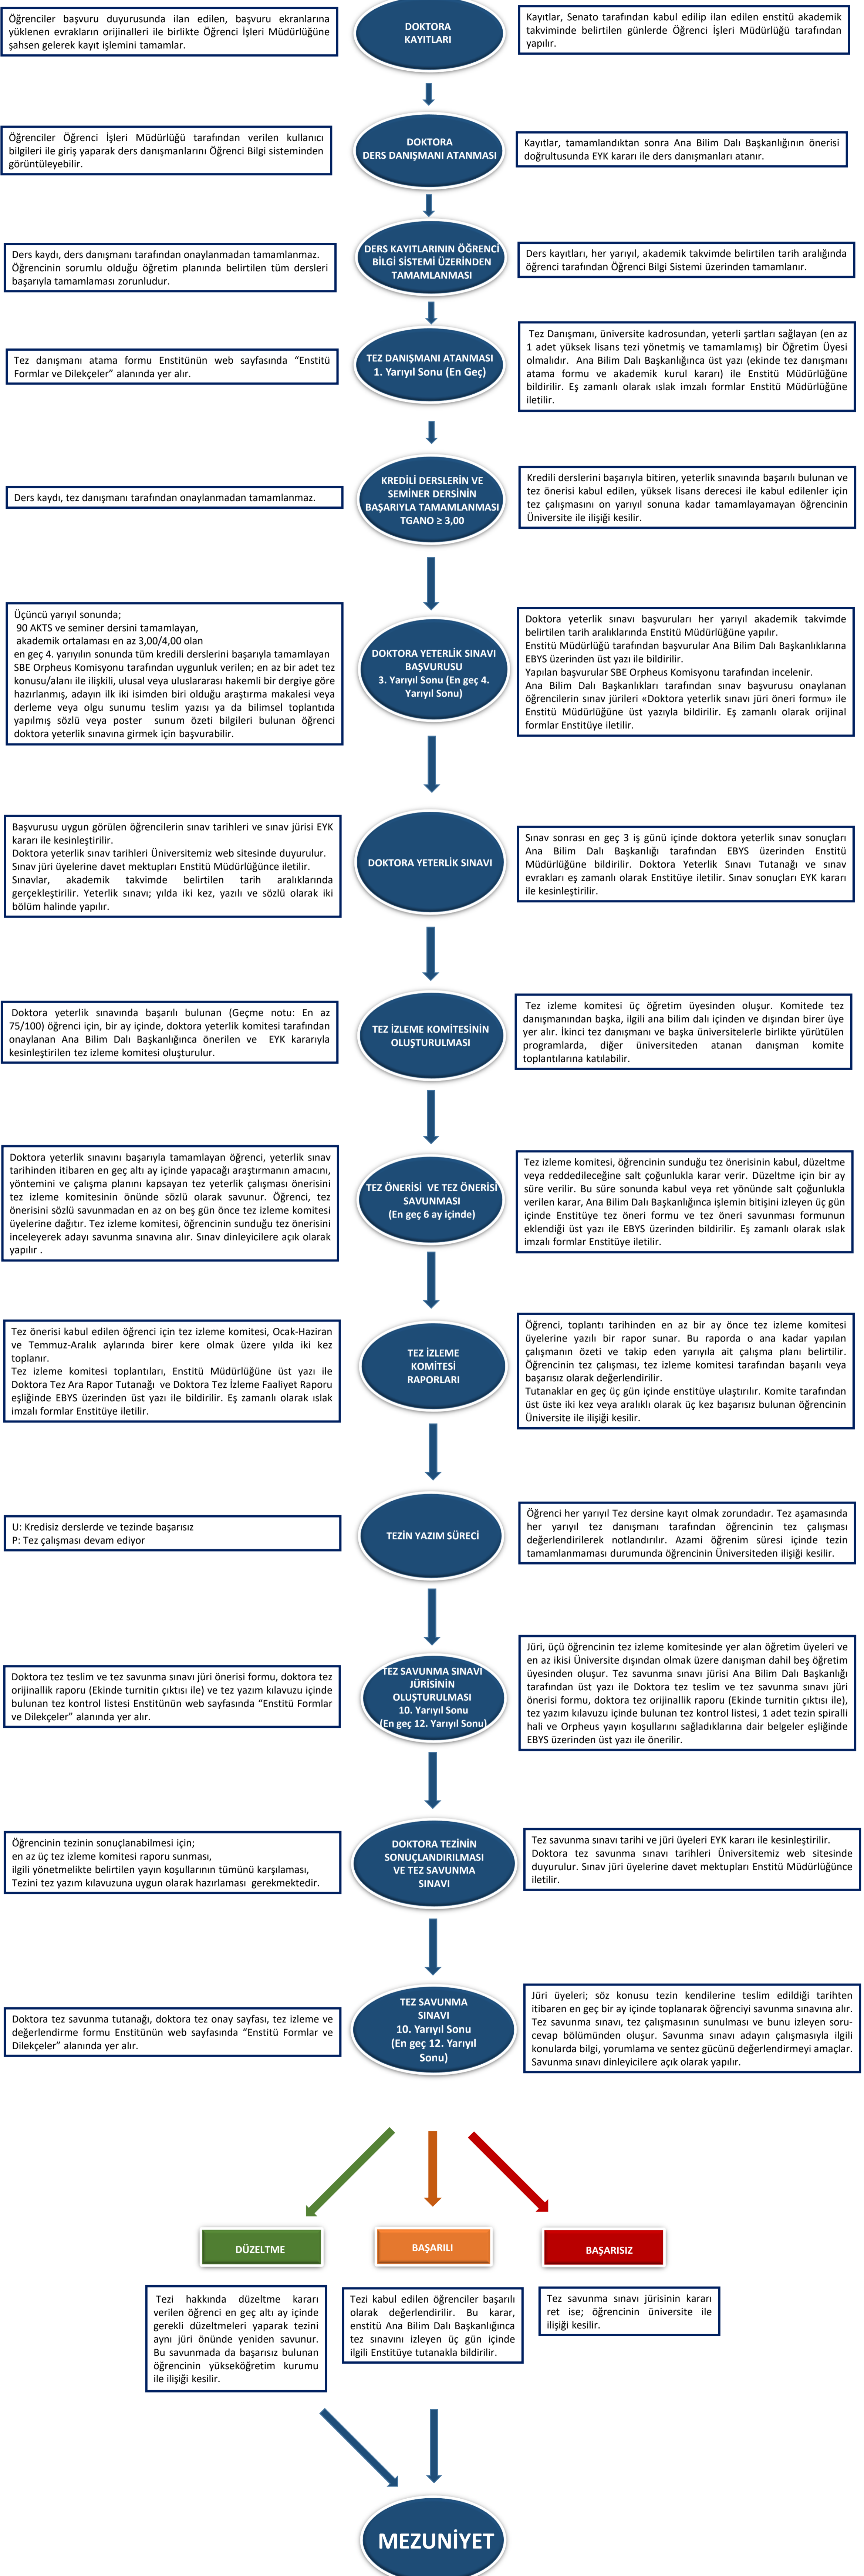 Öğrenciler başvuru duyurusunda ilan edilen, başvuru ekranlarına
yüklenen evrakların orijinalleri ile birlikte Öğrenci İşleri Müdürlüğüne
şahsen gelerek kayıt işlemini tamamlar.
DOKTORA
KAYITLARI
Kayıtlar, Senato tarafından kabul edilip ilan edilen enstitü akademik
takviminde belirtilen günlerde Öğrenci İşleri Müdürlüğü tarafından
yapılır.
Öğrenciler Öğrenci İşleri Müdürlüğü tarafından verilen kullanıcı
bilgileri ile giriş yaparak ders danışmanlarını Öğrenci Bilgi sisteminden
görüntüleyebilir.
DOKTORA
DERS DANIŞMANI ATANMASI
Kayıtlar, tamamlandıktan sonra Ana Bilim Dalı Başkanlığının önerisi
doğrultusunda EYK kararı ile ders danışmanları atanır.
Ders kaydı, ders danışmanı tarafından onaylanmadan tamamlanmaz.
Öğrencinin sorumlu olduğu öğretim planında belirtilen tüm dersleri
başarıyla tamamlaması zorunludur.
DERS KAYITLARININ ÖĞRENCİ
BİLGİ SİSTEMİ ÜZERİNDEN
TAMAMLANMASI
Ders kayıtları, her yarıyıl, akademik takvimde belirtilen tarih aralığında
öğrenci tarafından Öğrenci Bilgi Sistemi üzerinden tamamlanır.
Tez danışmanı atama formu Enstitünün web sayfasında “Enstitü
Formlar ve Dilekçeler” alanında yer alır.
TEZ DANIŞMANI ATANMASI
1. Yarıyıl Sonu (En Geç)
Tez Danışmanı, üniversite kadrosundan, yeterli şartları sağlayan (en az
1 adet yüksek lisans tezi yönetmiş ve tamamlamış) bir Öğretim Üyesi
olmalıdır. Ana Bilim Dalı Başkanlığınca üst yazı (ekinde tez danışmanı
atama formu ve akademik kurul kararı) ile Enstitü Müdürlüğüne
bildirilir. Eş zamanlı olarak ıslak imzalı formlar Enstitü Müdürlüğüne
iletilir.
Ders kaydı, tez danışmanı tarafından onaylanmadan tamamlanmaz.
KREDİLİ DERSLERİN VE
SEMİNER DERSİNİN
BAŞARIYLA TAMAMLANMASI
TGANO ≥ 3,00
Kredili derslerini başarıyla bitiren, yeterlik sınavında başarılı bulunan ve
tez önerisi kabul edilen, yüksek lisans derecesi ile kabul edilenler için
tez çalışmasını on yarıyıl sonuna kadar tamamlayamayan öğrencinin
Üniversite ile ilişiği kesilir.
Üçüncü yarıyıl sonunda;
90 AKTS ve seminer dersini tamamlayan,
akademik ortalaması en az 3,00/4,00 olan
en geç 4. yarıyılın sonunda tüm kredili derslerini başarıyla tamamlayan
SBE Orpheus Komisyonu tarafından uygunluk verilen; en az bir adet tez
konusu/alanı ile ilişkili, ulusal veya uluslararası hakemli bir dergiye göre
hazırlanmış, adayın ilk iki isimden biri olduğu araştırma makalesi veya
derleme veya olgu sunumu teslim yazısı ya da bilimsel toplantıda
yapılmış sözlü veya poster sunum özeti bilgileri bulunan öğrenci
doktora yeterlik sınavına girmek için başvurabilir.
DOKTORA YETERLİK SINAVI
BAŞVURUSU
3. Yarıyıl Sonu (En geç 4.
Yarıyıl Sonu)
Doktora yeterlik sınavı başvuruları her yarıyıl akademik takvimde
belirtilen tarih aralıklarında Enstitü Müdürlüğüne yapılır.
Enstitü Müdürlüğü tarafından başvurular Ana Bilim Dalı Başkanlıklarına
EBYS üzerinden üst yazı ile bildirilir.
Yapılan başvurular SBE Orpheus Komisyonu tarafından incelenir.
Ana Bilim Dalı Başkanlıkları tarafından sınav başvurusu onaylanan
öğrencilerin sınav jürileri «Doktora yeterlik sınavı jüri öneri formu» ile
Enstitü Müdürlüğüne üst yazıyla bildirilir. Eş zamanlı olarak orijinal
formlar Enstitüye iletilir.
Başvurusu uygun görülen öğrencilerin sınav tarihleri ve sınav jürisi EYK
kararı ile kesinleştirilir.
Doktora yeterlik sınav tarihleri Üniversitemiz web sitesinde duyurulur.
Sınav jüri üyelerine davet mektupları Enstitü Müdürlüğünce iletilir.
Sınavlar, akademik takvimde belirtilen tarih aralıklarında
gerçekleştirilir. Yeterlik sınavı; yılda iki kez, yazılı ve sözlü olarak iki
bölüm halinde yapılır.
DOKTORA YETERLİK SINAVI
Sınav sonrası en geç 3 iş günü içinde doktora yeterlik sınav sonuçları
Ana Bilim Dalı Başkanlığı tarafından EBYS üzerinden Enstitü
Müdürlüğüne bildirilir. Doktora Yeterlik Sınavı Tutanağı ve sınav
evrakları eş zamanlı olarak Enstitüye iletilir. Sınav sonuçları EYK kararı
ile kesinleştirilir.
Doktora yeterlik sınavında başarılı bulunan (Geçme notu: En az
75/100) öğrenci için, bir ay içinde, doktora yeterlik komitesi tarafından
onaylanan Ana Bilim Dalı Başkanlığınca önerilen ve EYK kararıyla
kesinleştirilen tez izleme komitesi oluşturulur.
TEZ İZLEME KOMİTESİNİN
OLUŞTURULMASI
Tez izleme komitesi üç öğretim üyesinden oluşur. Komitede tez
danışmanından başka, ilgili ana bilim dalı içinden ve dışından birer üye
yer alır. İkinci tez danışmanı ve başka üniversitelerle birlikte yürütülen
programlarda, diğer üniversiteden atanan danışman komite
toplantılarına katılabilir.
Doktora yeterlik sınavını başarıyla tamamlayan öğrenci, yeterlik sınav
tarihinden itibaren en geç altı ay içinde yapacağı araştırmanın amacını,
yöntemini ve çalışma planını kapsayan tez yeterlik çalışması önerisini
tez izleme komitesinin önünde sözlü olarak savunur. Öğrenci, tez
önerisini sözlü savunmadan en az on beş gün önce tez izleme komitesi
üyelerine dağıtır. Tez izleme komitesi, öğrencinin sunduğu tez önerisini
inceleyerek adayı savunma sınavına alır. Sınav dinleyicilere açık olarak
yapılır .
TEZ ÖNERİSİ VE TEZ ÖNERİSİ
SAVUNMASI
(En geç 6 ay içinde)
Tez izleme komitesi, öğrencinin sunduğu tez önerisinin kabul, düzeltme
veya reddedileceğine salt çoğunlukla karar verir. Düzeltme için bir ay
süre verilir. Bu süre sonunda kabul veya ret yönünde salt çoğunlukla
verilen karar, Ana Bilim Dalı Başkanlığınca işlemin bitişini izleyen üç gün
içinde Enstitüye tez öneri formu ve tez öneri savunması formunun
eklendiği üst yazı ile EBYS üzerinden bildirilir. Eş zamanlı olarak ıslak
imzalı formlar Enstitüye iletilir.
Tez önerisi kabul edilen öğrenci için tez izleme komitesi, Ocak-Haziran
ve Temmuz-Aralık aylarında birer kere olmak üzere yılda iki kez
toplanır.
Tez izleme komitesi toplantıları, Enstitü Müdürlüğüne üst yazı ile
Doktora Tez Ara Rapor Tutanağı ve Doktora Tez İzleme Faaliyet Raporu
eşliğinde EBYS üzerinden üst yazı ile bildirilir. Eş zamanlı olarak ıslak
imzalı formlar Enstitüye iletilir.
TEZ İZLEME
KOMİTESİ
RAPORLARI
Öğrenci, toplantı tarihinden en az bir ay önce tez izleme komitesi
üyelerine yazılı bir rapor sunar. Bu raporda o ana kadar yapılan
çalışmanın özeti ve takip eden yarıyıla ait çalışma planı belirtilir.
Öğrencinin tez çalışması, tez izleme komitesi tarafından başarılı veya
başarısız olarak değerlendirilir.
Tutanaklar en geç üç gün içinde enstitüye ulaştırılır. Komite tarafından
üst üste iki kez veya aralıklı olarak üç kez başarısız bulunan öğrencinin
Üniversite ile ilişiği kesilir.
U: Kredisiz derslerde ve tezinde başarısız
P: Tez çalışması devam ediyor
TEZİN YAZIM SÜRECİ
Öğrenci her yarıyıl Tez dersine kayıt olmak zorundadır. Tez aşamasında
her yarıyıl tez danışmanı tarafından öğrencinin tez çalışması
değerlendirilerek notlandırılır. Azami öğrenim süresi içinde tezin
tamamlanmaması durumunda öğrencinin Üniversiteden ilişiği kesilir.
Doktora tez teslim ve tez savunma sınavı jüri önerisi formu, doktora tez
orijinallik raporu (Ekinde turnitin çıktısı ile) ve tez yazım kılavuzu içinde
bulunan tez kontrol listesi Enstitünün web sayfasında “Enstitü Formlar
ve Dilekçeler” alanında yer alır.
TEZ SAVUNMA SINAVI
JÜRİSİNİN
OLUŞTURULMASI
10. Yarıyıl Sonu
(En geç 12. Yarıyıl Sonu)
Jüri, üçü öğrencinin tez izleme komitesinde yer alan öğretim üyeleri ve
en az ikisi Üniversite dışından olmak üzere danışman dahil beş öğretim
üyesinden oluşur. Tez savunma sınavı jürisi Ana Bilim Dalı Başkanlığı
tarafından üst yazı ile Doktora tez teslim ve tez savunma sınavı jüri
önerisi formu, doktora tez orijinallik raporu (Ekinde turnitin çıktısı ile),
tez yazım kılavuzu içinde bulunan tez kontrol listesi, 1 adet tezin spiralli
hali ve Orpheus yayın koşullarını sağladıklarına dair belgeler eşliğinde
EBYS üzerinden üst yazı ile önerilir.
Öğrencinin tezinin sonuçlanabilmesi için;
en az üç tez izleme komitesi raporu sunması,
ilgili yönetmelikte belirtilen yayın koşullarının tümünü karşılaması,
Tezini tez yazım kılavuzuna uygun olarak hazırlaması gerekmektedir.
DOKTORA TEZİNİN
SONUÇLANDIRILMASI
VE TEZ SAVUNMA
SINAVI
Tez savunma sınavı tarihi ve jüri üyeleri EYK kararı ile kesinleştirilir.
Doktora tez savunma sınavı tarihleri Üniversitemiz web sitesinde
duyurulur. Sınav jüri üyelerine davet mektupları Enstitü Müdürlüğünce
iletilir.
Doktora tez savunma tutanağı, doktora tez onay sayfası, tez izleme ve
değerlendirme formu Enstitünün web sayfasında “Enstitü Formlar ve
Dilekçeler” alanında yer alır.
TEZ SAVUNMA
SINAVI
10. Yarıyıl Sonu
(En geç 12. Yarıyıl
Sonu)
Jüri üyeleri; söz konusu tezin kendilerine teslim edildiği tarihten
itibaren en geç bir ay içinde toplanarak öğrenciyi savunma sınavına alır.
Tez savunma sınavı, tez çalışmasının sunulması ve bunu izleyen soru-
cevap bölümünden oluşur. Savunma sınavı adayın çalışmasıyla ilgili
konularda bilgi, yorumlama ve sentez gücünü değerlendirmeyi amaçlar.
Savunma sınavı dinleyicilere açık olarak yapılır.
DÜZELTME
BAŞARILI
BAŞARISIZ
Tezi hakkında düzeltme kararı
verilen öğrenci en geç altı ay içinde
gerekli düzeltmeleri yaparak tezini
aynı jüri önünde yeniden savunur.
Bu savunmada da başarısız bulunan
öğrencinin yükseköğretim kurumu
ile ilişiği kesilir.
Tezi kabul edilen öğrenciler başarılı
olarak değerlendirilir. Bu karar,
enstitü Ana Bilim Dalı Başkanlığınca
tez sınavını izleyen üç gün içinde
ilgili Enstitüye tutanakla bildirilir.
Tez savunma sınavı jürisinin kararı
ret ise; öğrencinin üniversite ile
ilişiği kesilir.
MEZUNİYET